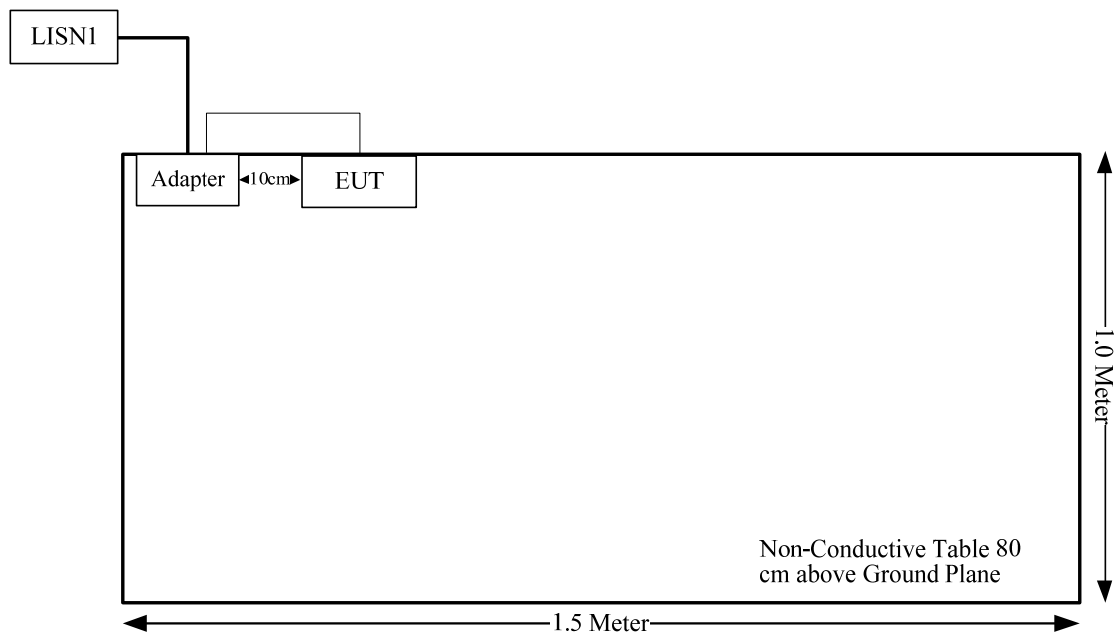 LISN1
Adapter
10cm
EUT
1.0 Meter
Non-Conductive Table 80
cm above Ground Plane
1.5 Meter